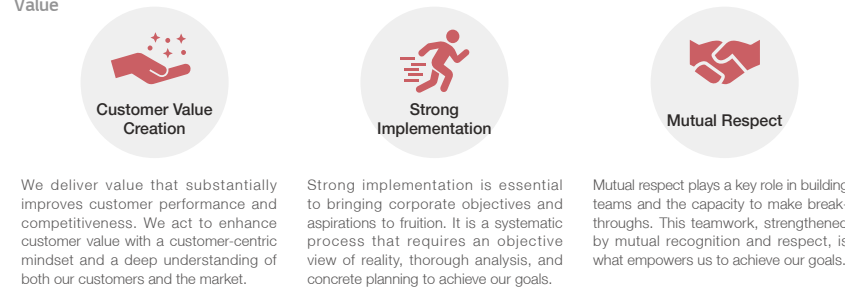 Value
Customer Value
Creation
Strong
Implementation
Mutual Respect
We deliver value that substantially
improves customer performance and
competitiveness. We act to enhance
customer value with a customer-centric
mindset and a deep understanding of
both our customers and the market.
Strong implementation is essential
to bringing corporate objectives and
aspirations to fruition. It is a systematic
process that requires an objective
view of reality, thorough analysis, and
concrete planning to achieve our goals.
Mutual respect plays a key role in building
teams and the capacity to make break-
throughs. This teamwork, strengthened
by mutual recognition and respect, is
what empowers us to achieve our goals.